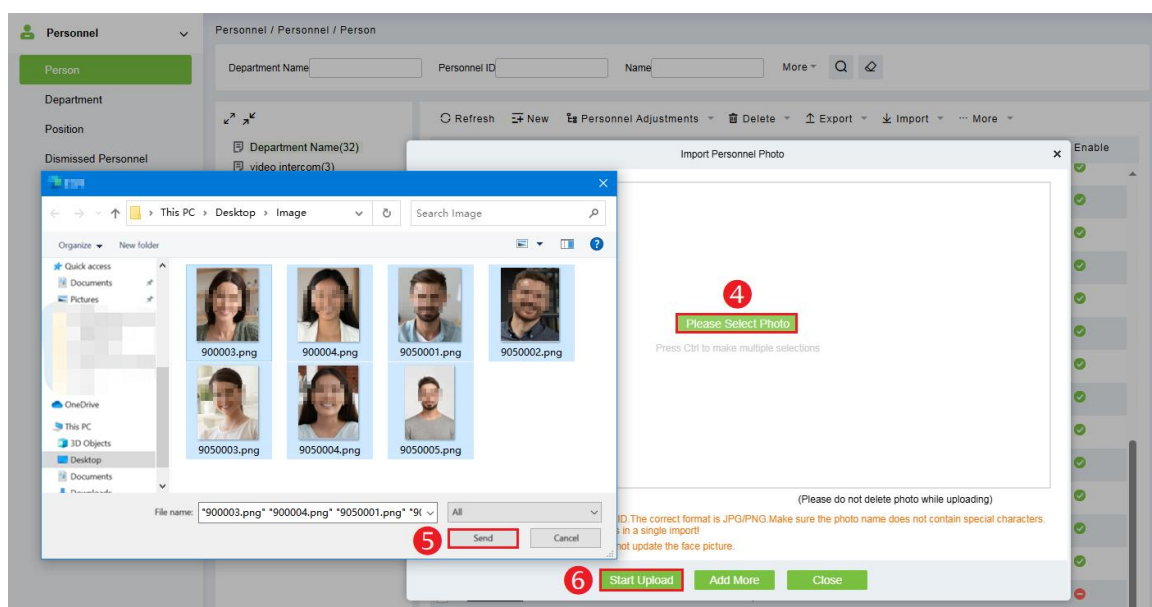 Personnel
Personnel / Personnel / Person
Person
Department Name
Personnel ID
Name
More
Department
Position
Dismissed Personnel
Refresh
New
Personnel Adjustments
Delete
Export
Import
··· More
Department Name(32)
video intercom(3)
Import Personnel Photo
Enable
This PC > Desktop > Image
Search Image
Organize
New folder
Quick access
Documents
Pictures
OneDrive
This PC
3D Objects
Desktop
Documents
Downloads
900003.png
900004.png
9050001.png
9050002.png
9050003.png
9050004.png
9050005.png
File name:
"900003.png" "900004.png" "9050001.png" "9(
All
5
Send
Cancel
4
Please Select Photo
Press Ctrl to make multiple selections
(Please do not delete photo while uploading)
ID.The correct format is JPG/PNG.Make sure the photo name does not contain special characters.
in a single import!
not update the face picture.
6
Start Upload
Add More
Close